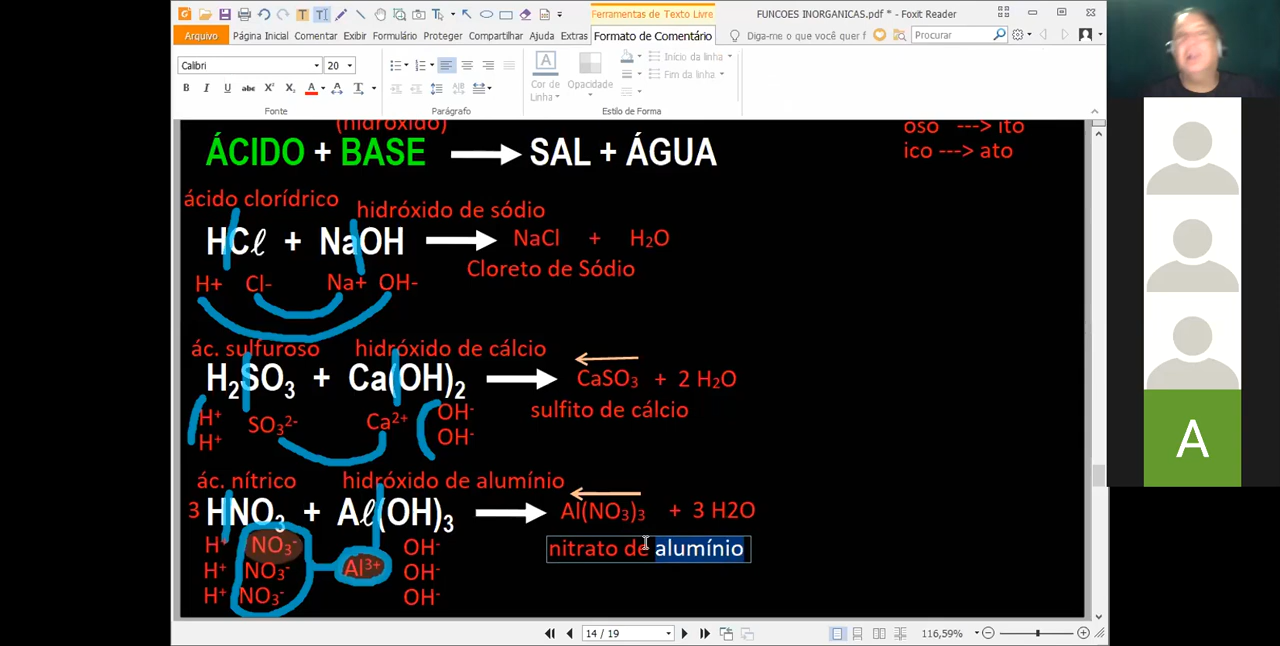 Ferramentas de Texto Livre
FUNCOES INORGANICAS.pdf * - Foxit Reader
Arquivo Página Inicial Comentar Exibir Formulário Proteger Compartilhar Ajuda Extras Formato de Comentário Diga-me o que você quer f Procurar
Calibri 20
Cor de Linha Opacidade Início da linha
Fim da linha
Fonte Parágrafo Estilo de Forma
(hidróxido)
oso ---> ito
ÁCIDO + BASE SAL + ÁGUA
ico ---> ato
ácido clorídrico hidróxido de sódio
HCℓ + NaOH NaCl + H2O
Cloreto de Sódio
H+ Cl- Na+ OH-
ác. sulfuroso hidróxido de cálcio
H₂SO₃ + Ca(OH)₂ CaSO₃ + 2 H₂O
sulfito de cálcio
H⁺ SO₃²⁻ Ca²⁺ OH⁻
H⁺ OH⁻
ác. nítrico hidróxido de alumínio
3 HNO₃ + Aℓ(OH)₃ Al(NO₃)₃ + 3 H2O
nitrato de alumínio
H⁺ NO₃⁻ OH⁻
H⁺ NO₃⁻ Al³⁺ OH⁻
H⁺ NO₃⁻ OH⁻
14 / 19 116,59%
A